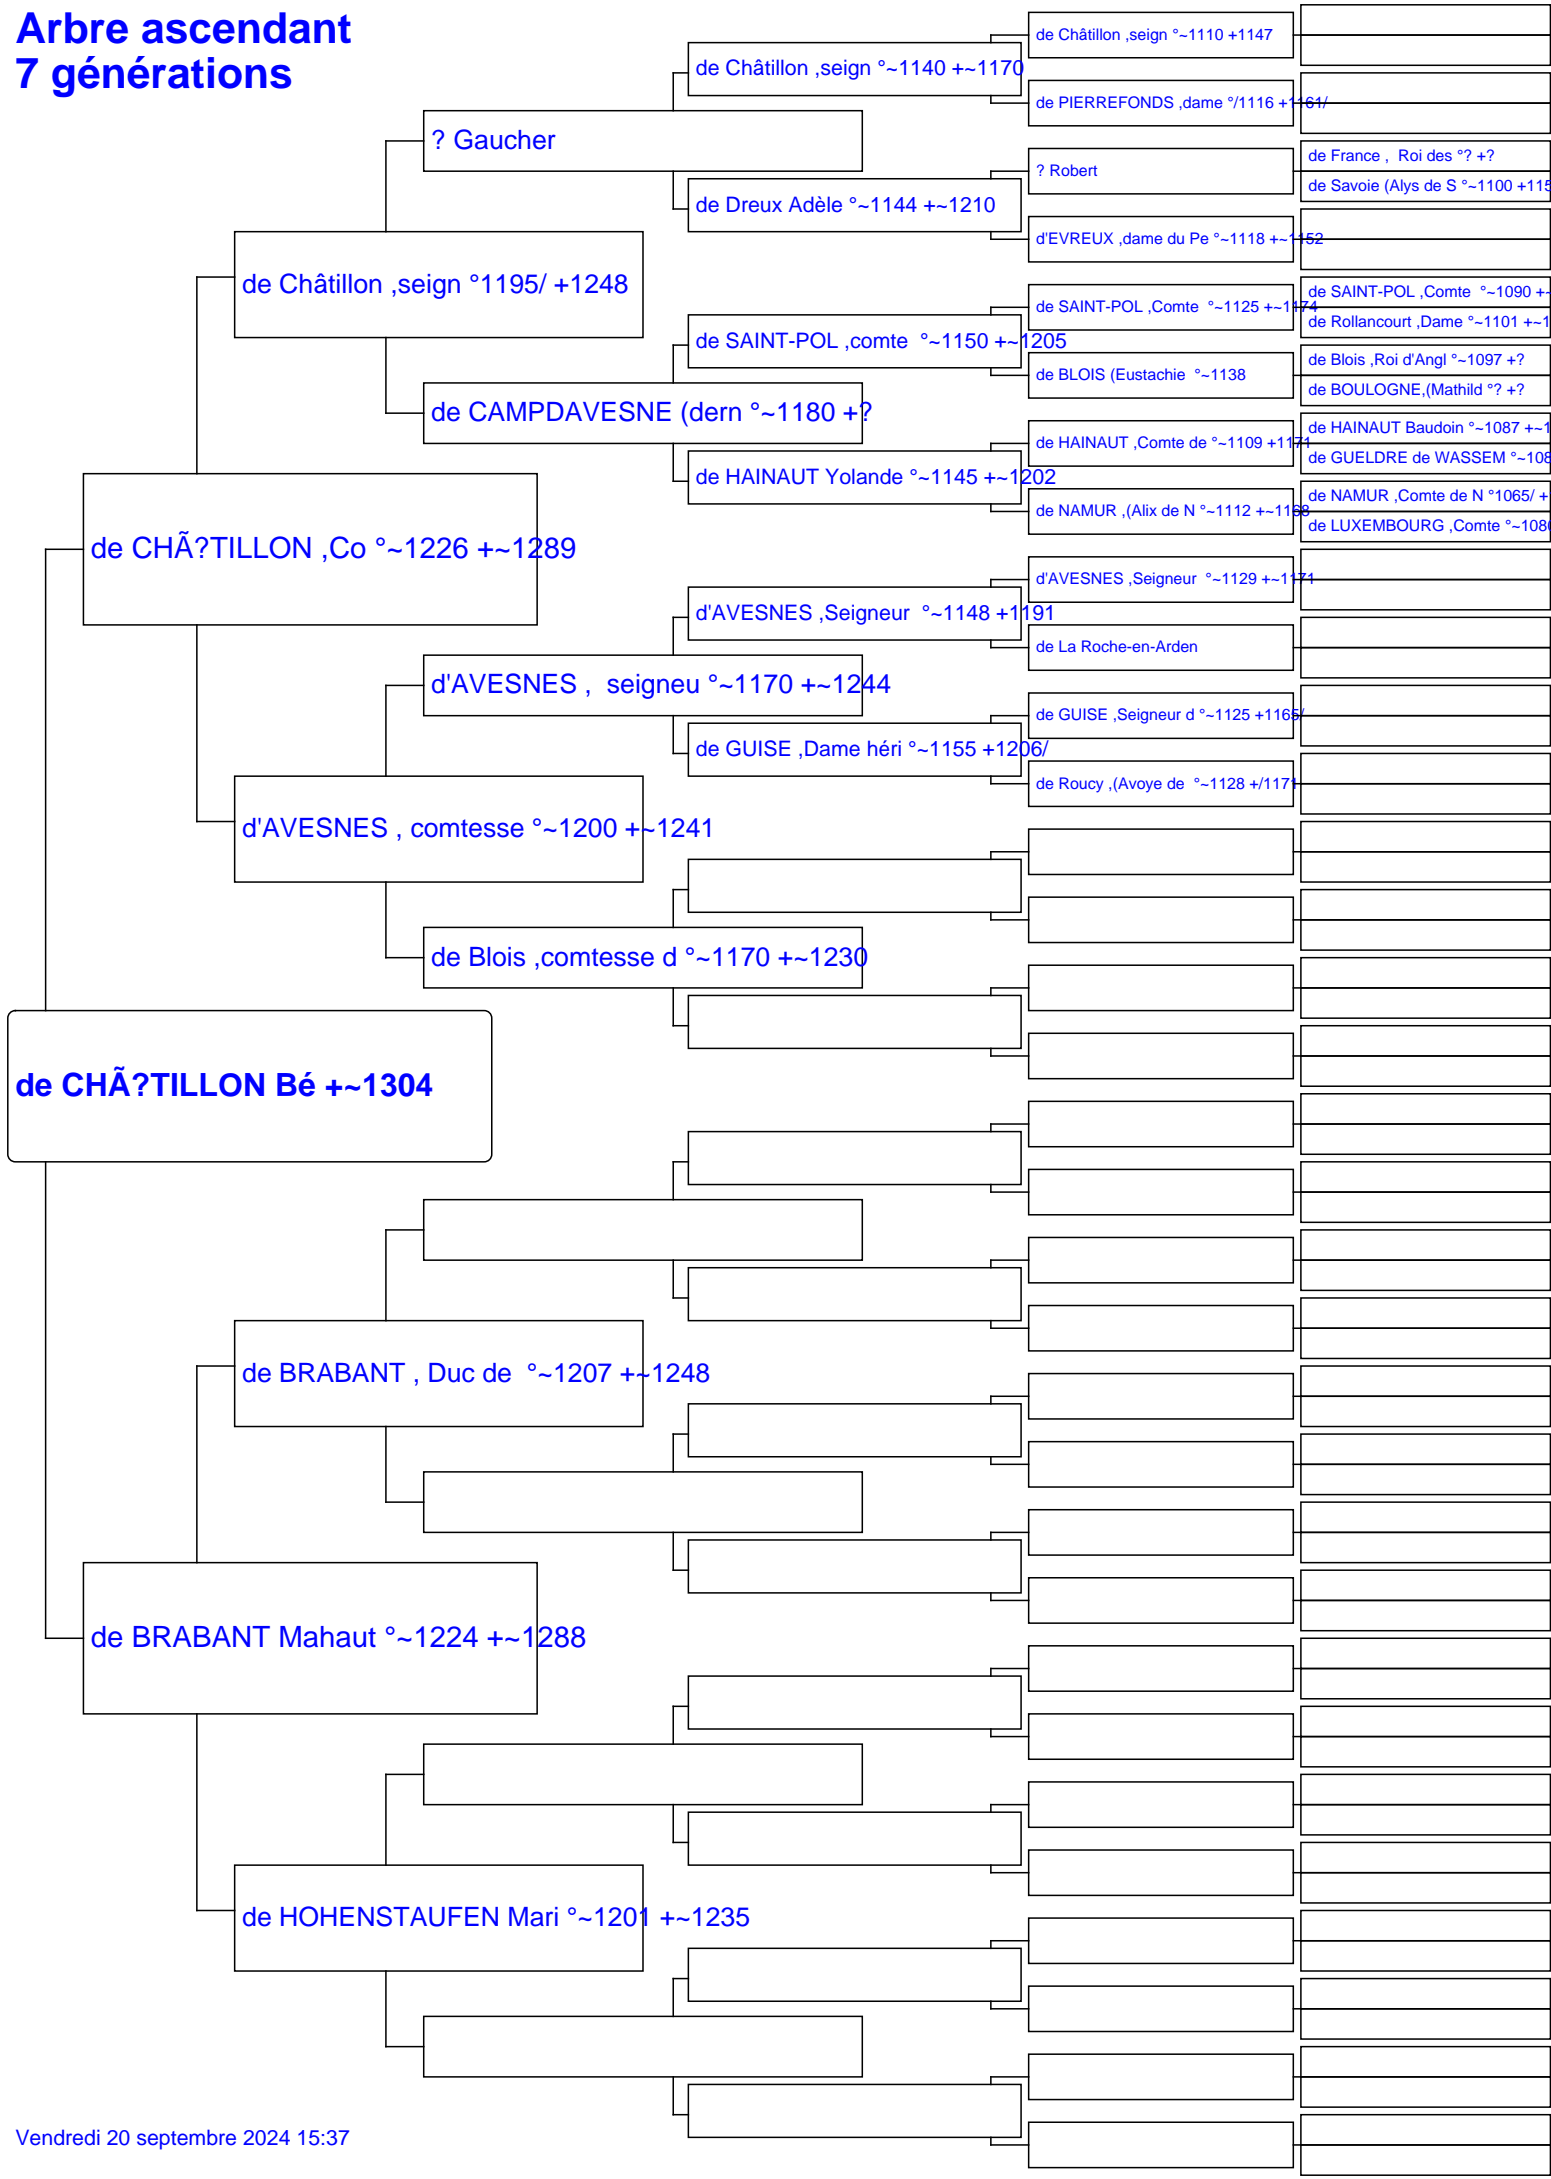 Arbre ascendant
7 générations
de Châtillon ,seign °~1110 +1147
de Châtillon ,seign °~1140 +~1170
de PIERREFONDS ,dame °/1116 +1161/
? Gaucher
de France ,  Roi des °? +?
? Robert
de Savoie (Alys de S °~1100 +115
de Dreux Adèle °~1144 +~1210
d'EVREUX ,dame du Pe °~1118 +~1152
de Châtillon ,seign °1195/ +1248
de SAINT-POL ,Comte  °~1090 +~
de SAINT-POL ,Comte  °~1125 +~1174
de Rollancourt ,Dame °~1101 +~1
de SAINT-POL ,comte  °~1150 +~1205
de Blois ,Roi d'Angl °~1097 +?
de BLOIS (Eustachie  °~1138
de BOULOGNE,(Mathild °? +?
de CAMPDAVESNE (dern °~1180 +?
de HAINAUT Baudoin °~1087 +~1
de HAINAUT ,Comte de °~1109 +1171
de GUELDRE de WASSEM °~108
de HAINAUT Yolande °~1145 +~1202
de NAMUR ,Comte de N °1065/ +
de NAMUR ,(Alix de N °~1112 +~1168
de LUXEMBOURG ,Comte °~1080
de CHÃ?TILLON ,Co °~1226 +~1289
d'AVESNES ,Seigneur  °~1129 +~1171
d'AVESNES ,Seigneur  °~1148 +1191
de La Roche-en-Arden
d'AVESNES ,  seigneu °~1170 +~1244
de GUISE ,Seigneur d °~1125 +1165/
de GUISE ,Dame héri °~1155 +1206/
de Roucy ,(Avoye de  °~1128 +/1171
d'AVESNES , comtesse °~1200 +~1241
de Blois ,comtesse d °~1170 +~1230
de CHÃ?TILLON Bé +~1304
de BRABANT , Duc de  °~1207 +~1248
de BRABANT Mahaut °~1224 +~1288
de HOHENSTAUFEN Mari °~1201 +~1235
Vendredi 20 septembre 2024 15:37